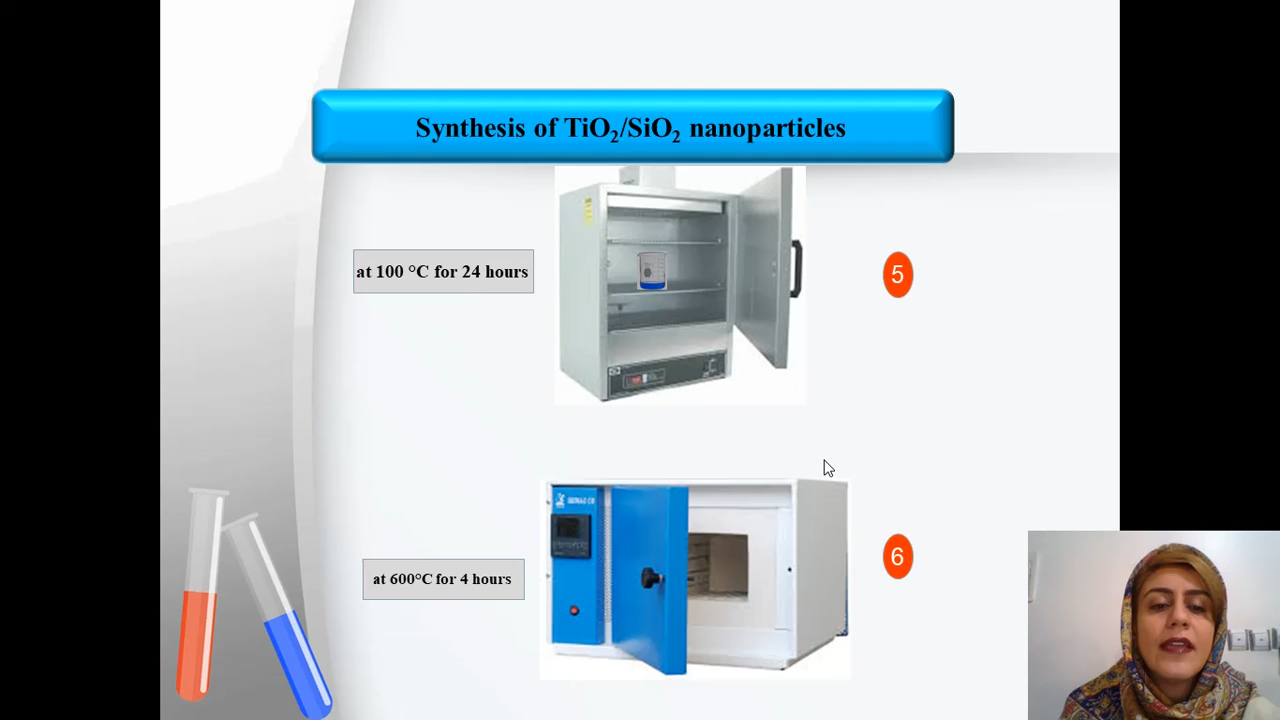 Synthesis of TiO₂/SiO₂ nanoparticles
at 100 °C for 24 hours
5
at 600°C for 4 hours
6